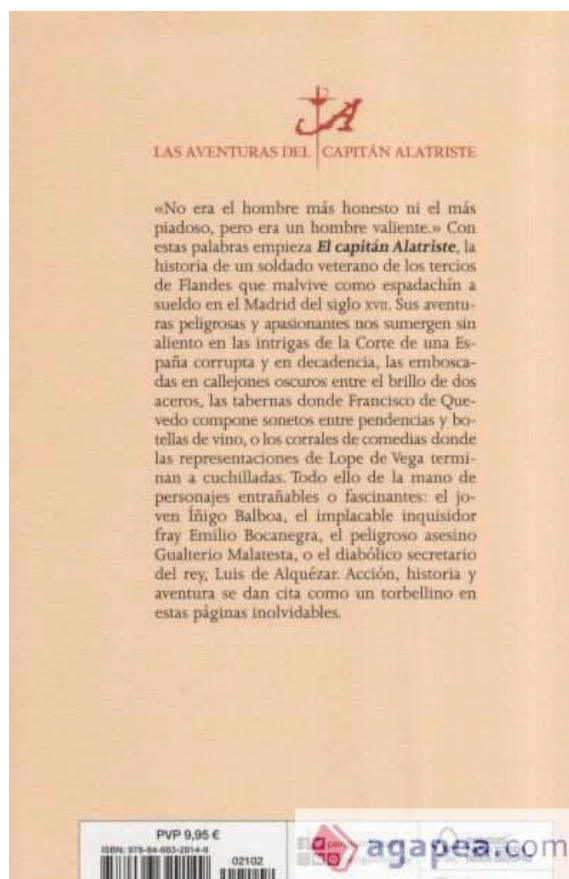 LAS AVENTURAS DEL CAPITÁN ALATRISTE
«No era el hombre más honesto ni el más
piadoso, pero era un hombre valiente.» Con
estas palabras empieza El capitán Alatriste, la
historia de un soldado veterano de los tercios
de Flandes que malvive como espadachín a
sueldo en el Madrid del siglo XVII. Sus aventu-
ras peligrosas y apasionantes nos sumergen sin
aliento en las intrigas de la Corte de una Es-
paña corrupta y en decadencia, las embosca-
das en callejones oscuros entre el brillo de dos
aceros, las tabernas donde Francisco de Que-
vedo compone sonetos entre pendencias y bo-
tellas de vino, o los corrales de comedias donde
las representaciones de Lope de Vega termi-
nan a cuchilladas. Todo ello de la mano de
personajes entrañables o fascinantes: el jo-
ven Íñigo Balboa, el implacable inquisidor
fray Emilio Bocanegra, el peligroso asesino
Gualterio Malatesta, o el diabólico secretario
del rey, Luis de Alquézar. Acción, historia y
aventura se dan cita como un torbellino en
estas páginas inolvidables.
PVP 9,95 €
ISBN: 978-84-663-2914-9
02102
agapea.com